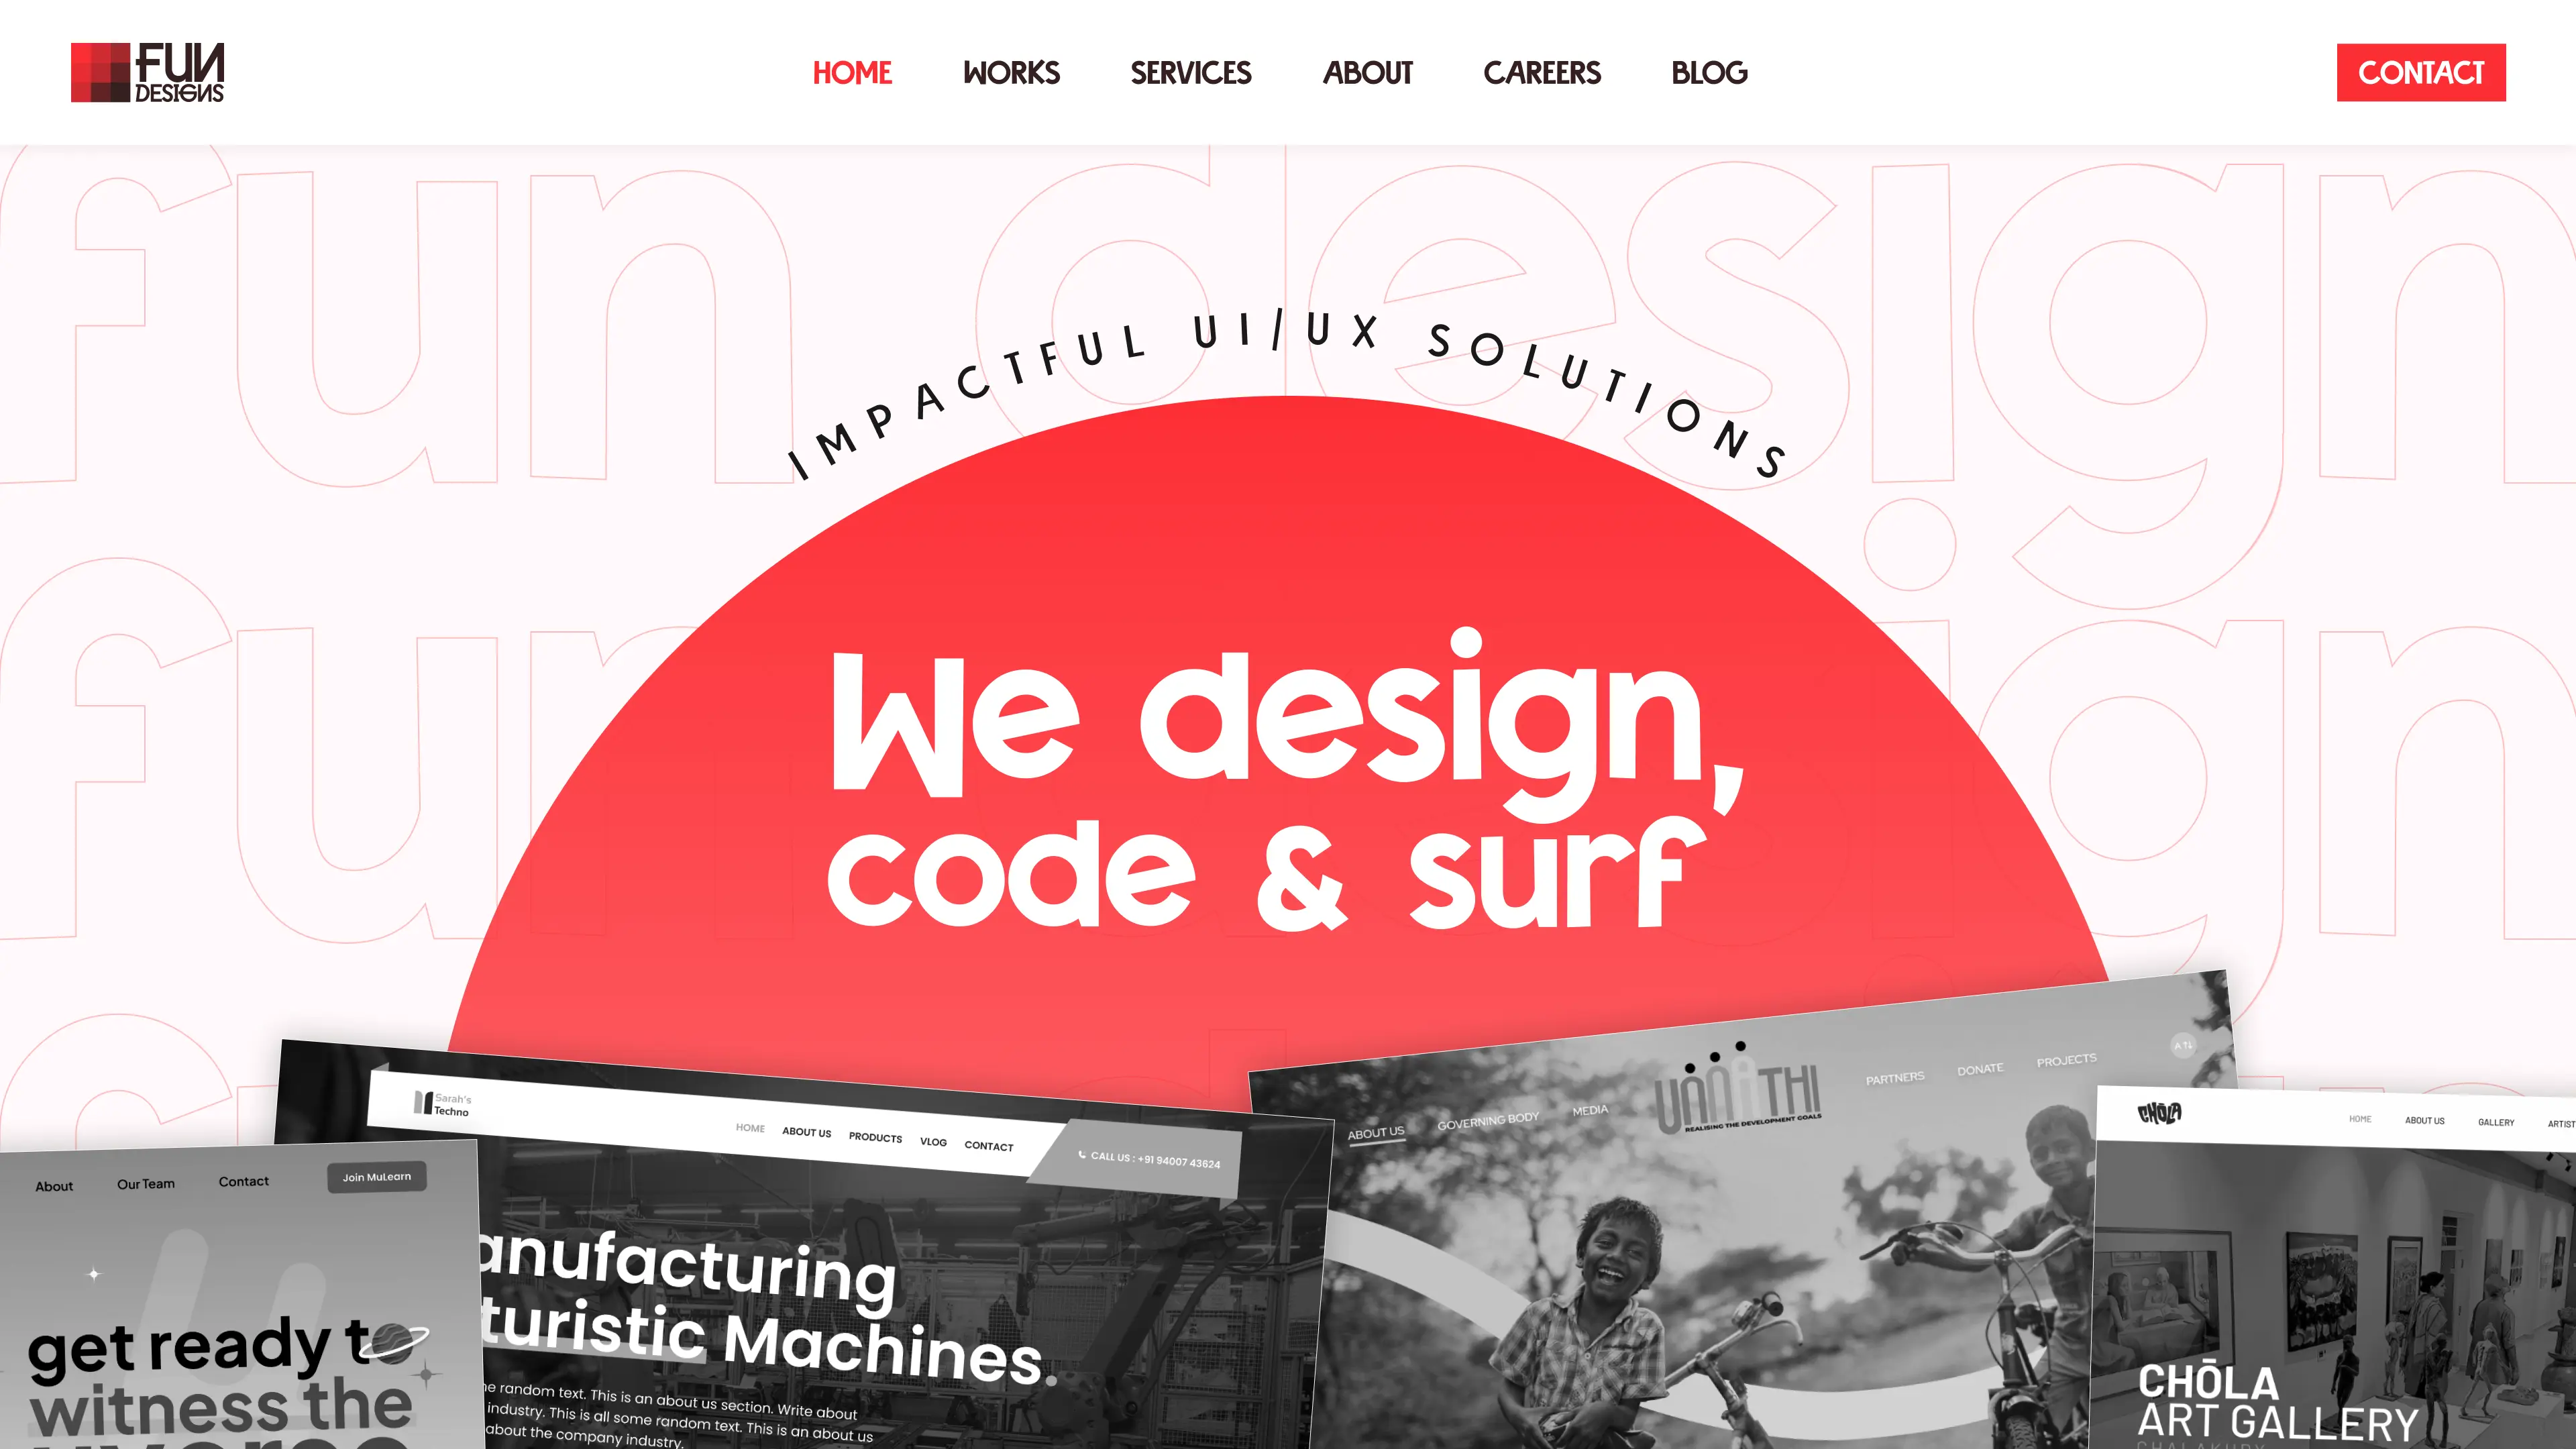 FUN
DESIGNS
HOME WORKS SERVICES ABOUT CAREERS BLOG
CONTACT
fun design
IMPACTFUL UI/UX SOLUTIONS
fun design
We design,
code & surf
About Our Team Contact Join MuLearn
get ready to
witness the
Sarah's
Techno
HOME ABOUT US PRODUCTS VLOG CONTACT
CALL US : +91 94007 43624
anufacturing
turistic Machines.
ne random text. This is an about us section. Write about
industry. This is all some random text. This is an about us
about the company industry.
ABOUT US GOVERNING BODY MEDIA
UNNATHI
REALISING THE DEVELOPMENT GOALS
PARTNERS DONATE PROJECTS
CHŌLA
HOME ABOUT US GALLERY ARTIST
CHŌLA
ART GALLERY